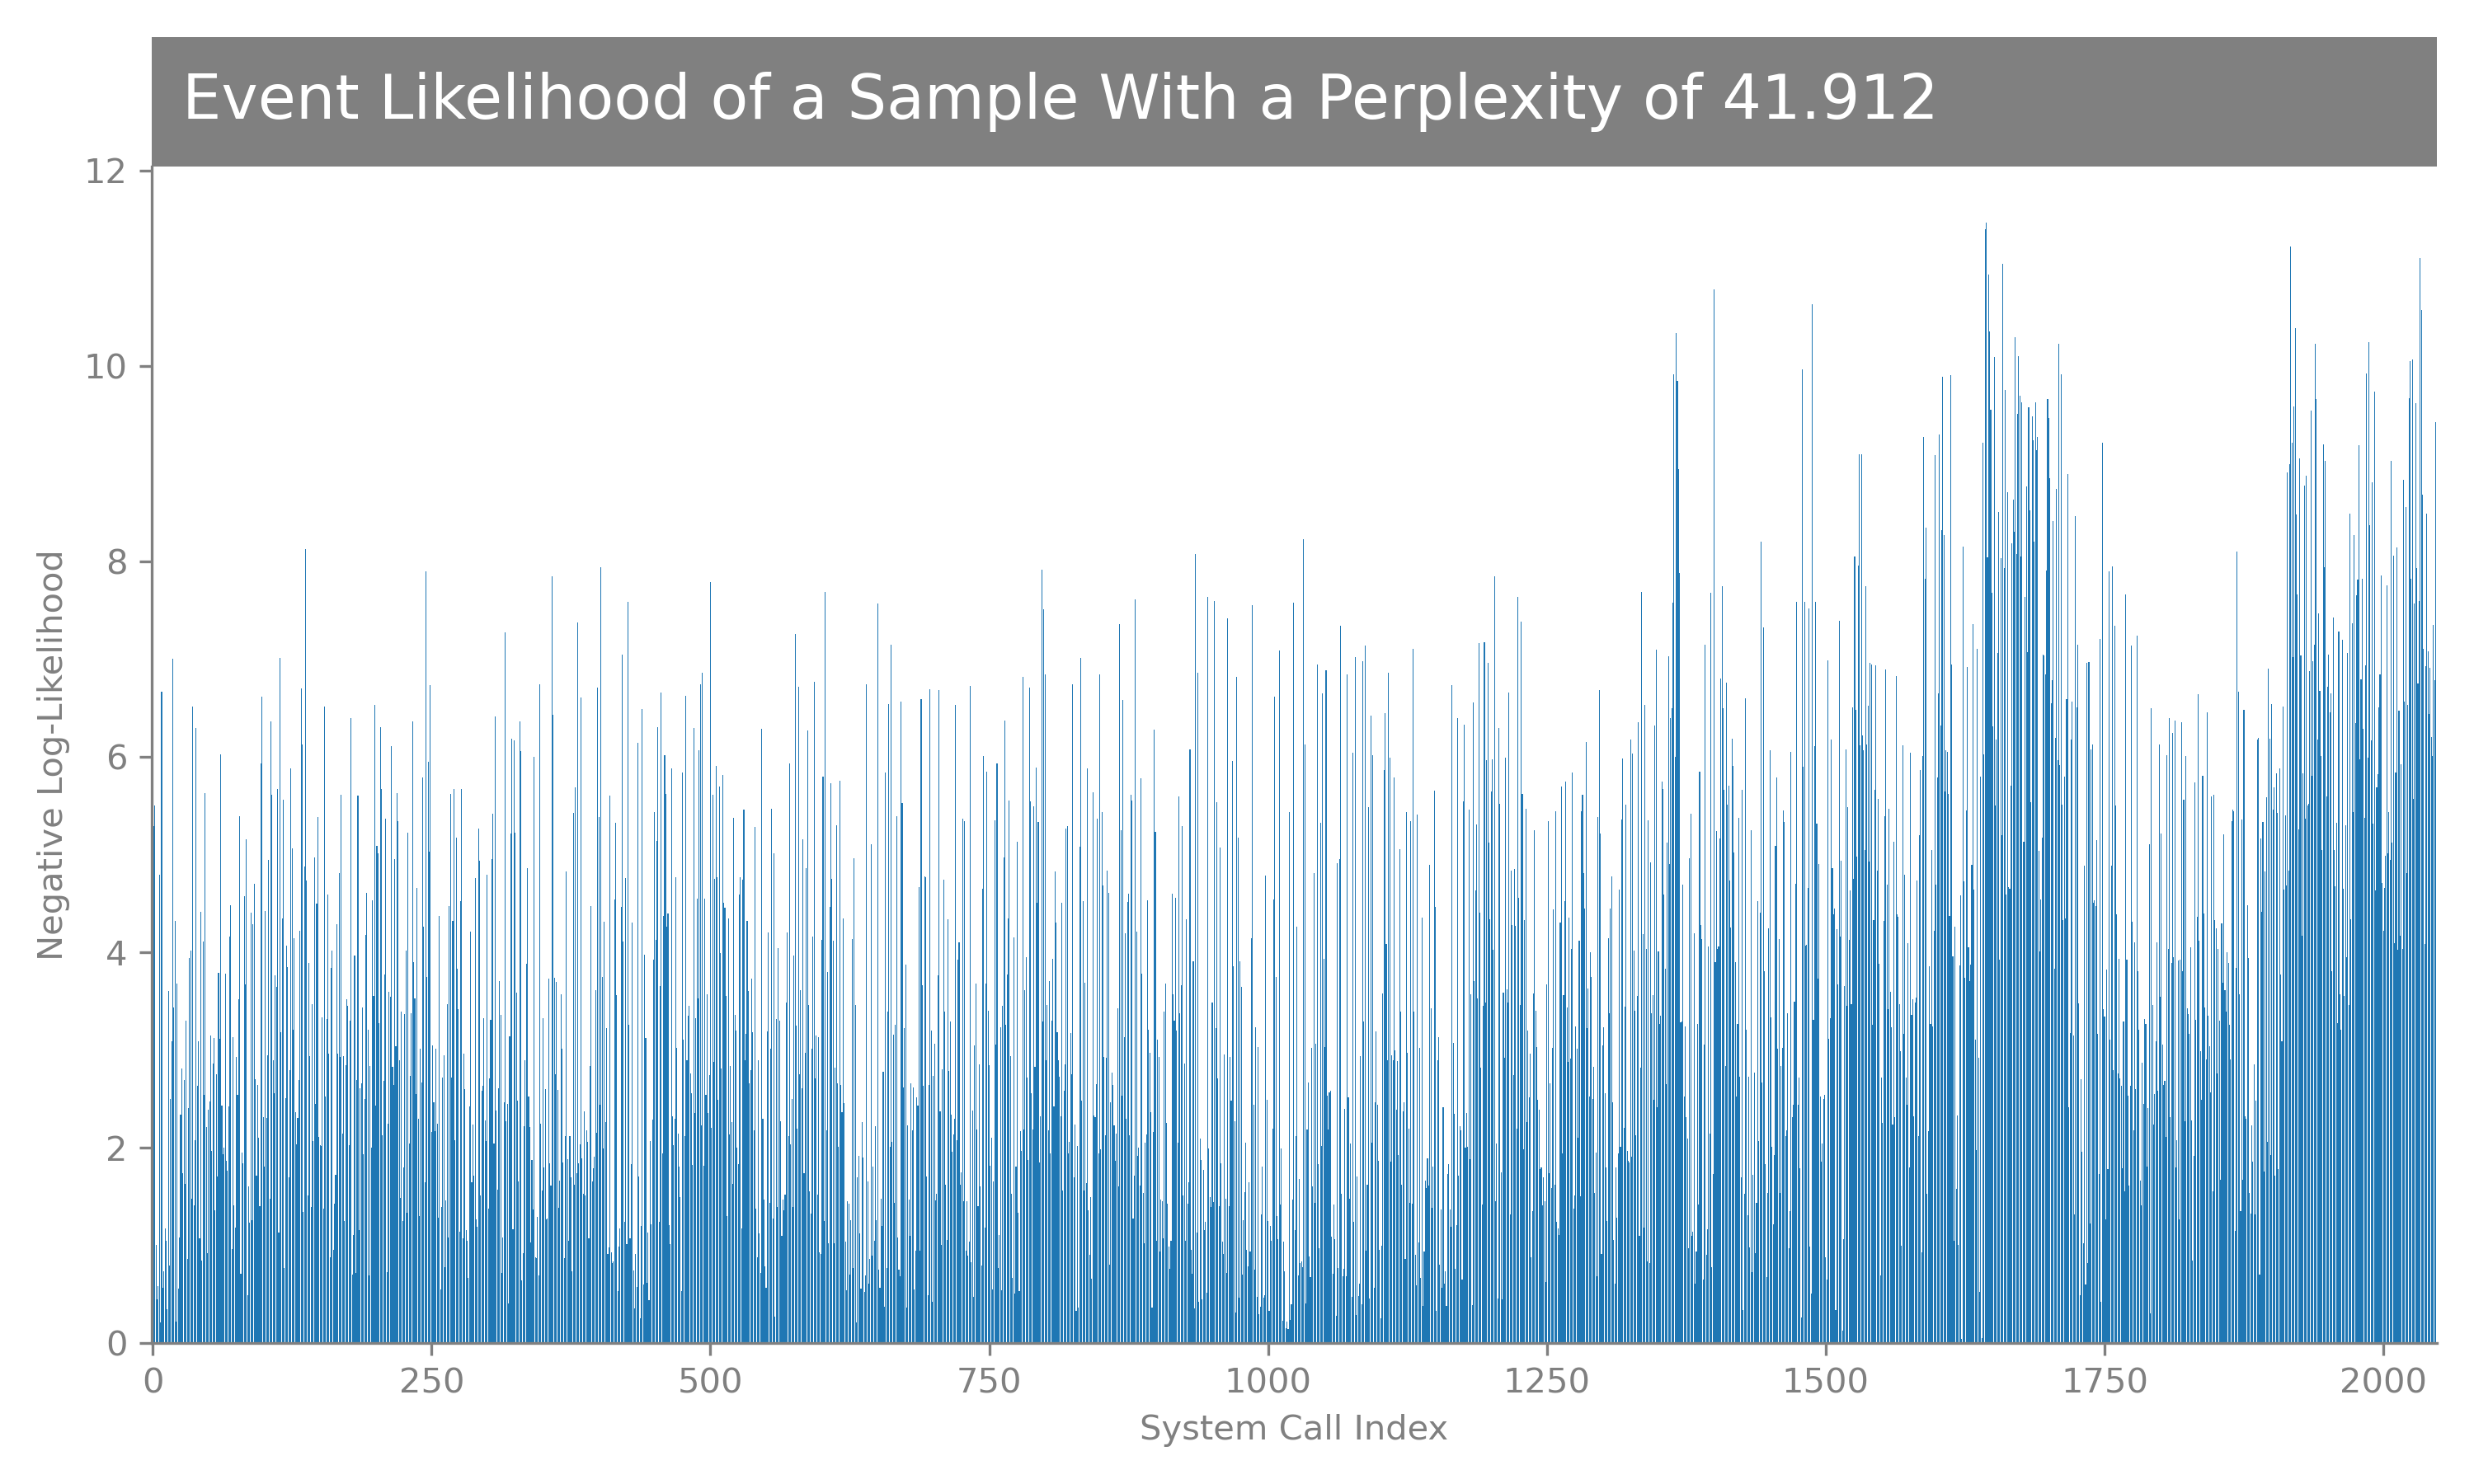 Event Likelihood of a Sample With a Perplexity of 41.912
12
10
8
6
4
2
0
Negative Log-Likelihood
0 250 500 750 1000 1250 1500 1750 2000
System Call Index